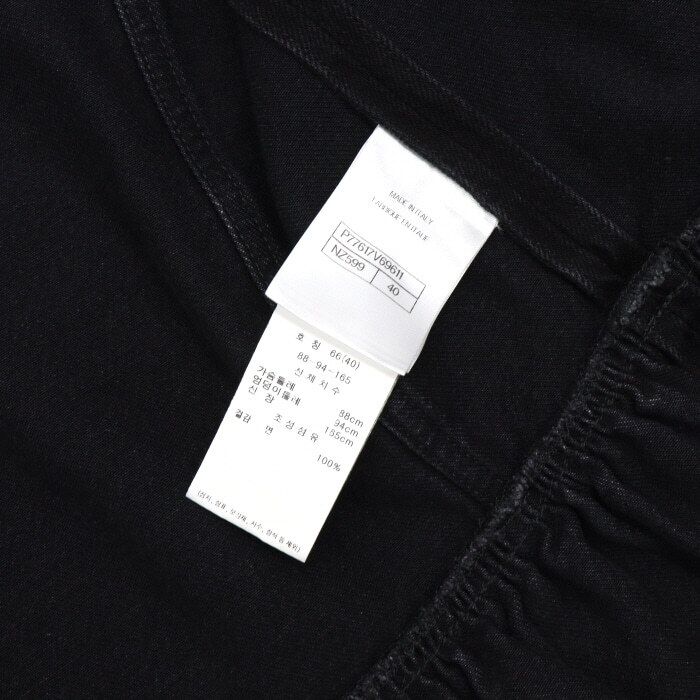 MADE IN ITALY
FABRIQUE EN ITALIE
P77617V69611
NZ599 40
호 칭 66(40)
88 94-165
신체치수
가슴둘레 88cm
엉덩이둘레 94cm
신 장 165cm
조성섬유
겉감 면 100%